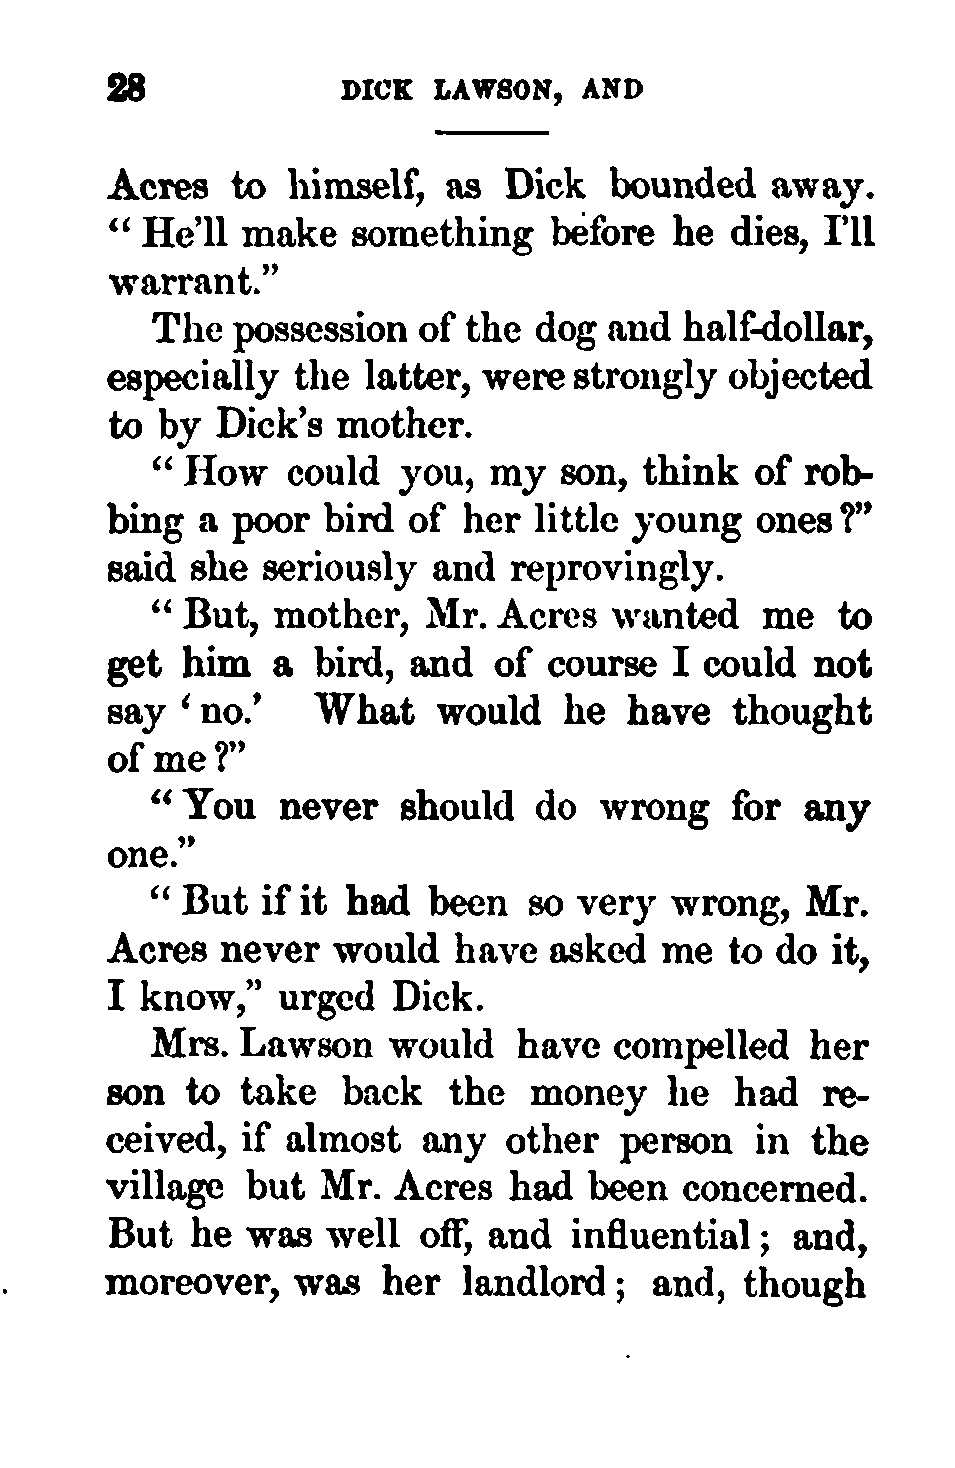 28 DICK LAWSON, AND
Acres to himself, as Dick bounded away.
“ He’ll make something before he dies, I’ll
warrant.”
The possession of the dog and half-dollar,
especially the latter, were strongly objected
to by Dick’s mother.
“ How could you, my son, think of rob-
bing a poor bird of her little young ones ?”
said she seriously and reprovingly.
“ But, mother, Mr. Acres wanted me to
get him a bird, and of course I could not
say ‘ no.’ What would he have thought
of me ?”
“ You never should do wrong for any
one.”
“ But if it had been so very wrong, Mr.
Acres never would have asked me to do it,
I know,” urged Dick.
Mrs. Lawson would have compelled her
son to take back the money he had re-
ceived, if almost any other person in the
village but Mr. Acres had been concerned.
But he was well off, and influential ; and,
moreover, was her landlord ; and, though